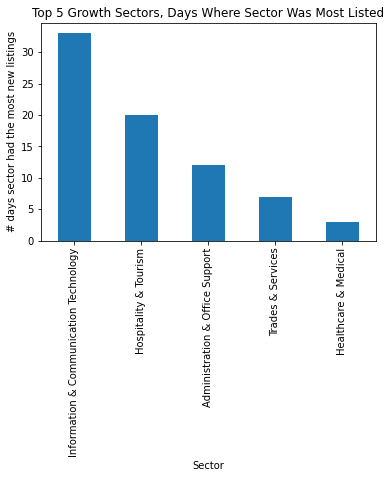 Top 5 Growth Sectors, Days Where Sector Was Most Listed
# days sector had the most new listings
30
25
20
15
10
5
0
Information & Communication Technology
Hospitality & Tourism
Administration & Office Support
Trades & Services
Healthcare & Medical
Sector